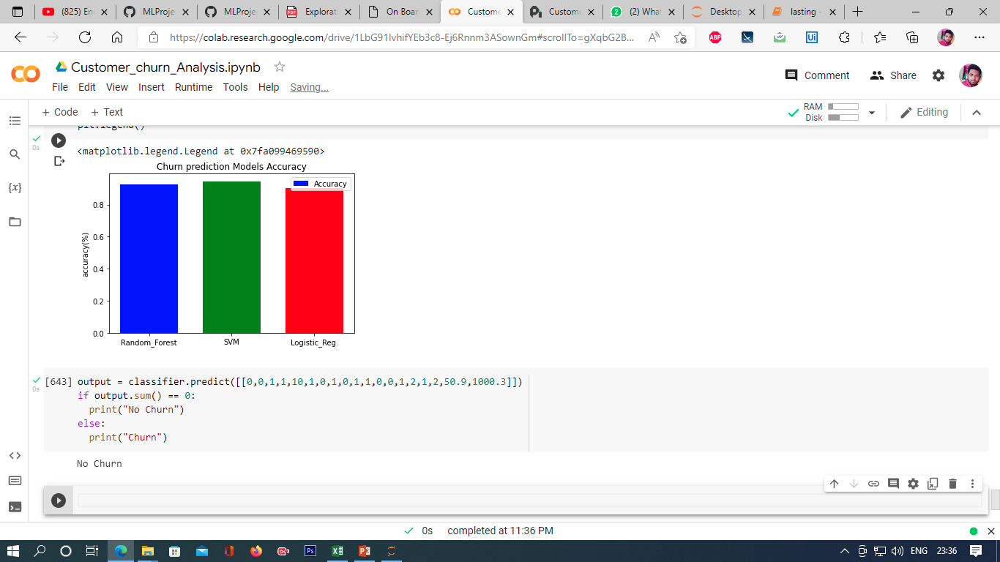 (825) En
MLProje
MLProje
Explorat
On Boar
Custome
Custome
(2) What
Desktop
lasting -
https://colab.research.google.com/drive/1LbG91IvhifYEb3c8-Ej6Rnnm3ASownGm#scrollTo=gXqbG2B...
Customer_churn_Analysis.ipynb
Comment
Share
File Edit View Insert Runtime Tools Help Saving...
+ Code + Text
RAM
Disk
Editing
plt.legend()
0s
<matplotlib.legend.Legend at 0x7fa099469590>
Churn prediction Models Accuracy
Accuracy
accuracy(%)
0.8
0.6
0.4
0.2
0.0
Random_Forest SVM Logistic_Reg.
0s
[643] output = classifier.predict([[0,0,1,1,10,1,0,1,0,1,1,0,0,1,2,1,2,50.9,1000.3]])
if output.sum() == 0:
print("No Churn")
else:
print("Churn")
No Churn
0s completed at 11:36 PM
ENG 23:36